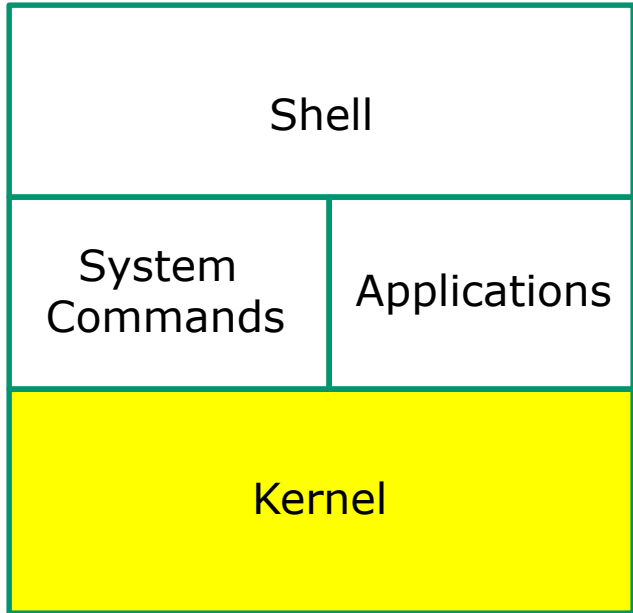 Shell
System
Commands
Applications
Kernel